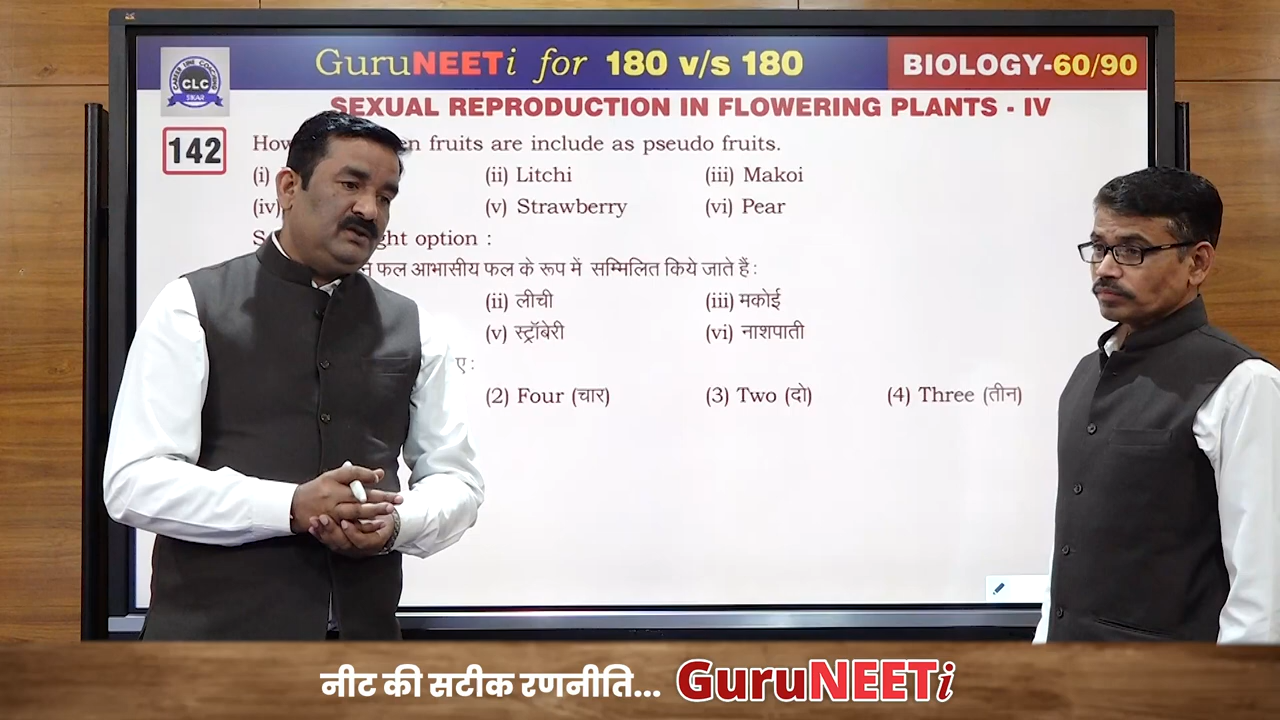 GuruNEETi for 180 v/s 180
BIOLOGY-60/90
CLC
SIKAR
SEXUAL REPRODUCTION IN FLOWERING PLANTS - IV
142
fruits are include as pseudo fruits.
(i)
(ii) Litchi
(iii) Makoi
(iv)
(v) Strawberry
(vi) Pear
option :
फल आभासीय फल के रूप में सम्मिलित किये जाते हैं :
(ii) लीची
(iii) मकोई
(v) स्ट्रॉबेरी
(vi) नाशपाती
(2) Four (चार)
(3) Two (दो)
(4) Three (तीन)
नीट की सटीक रणनीति... GuruNEETi